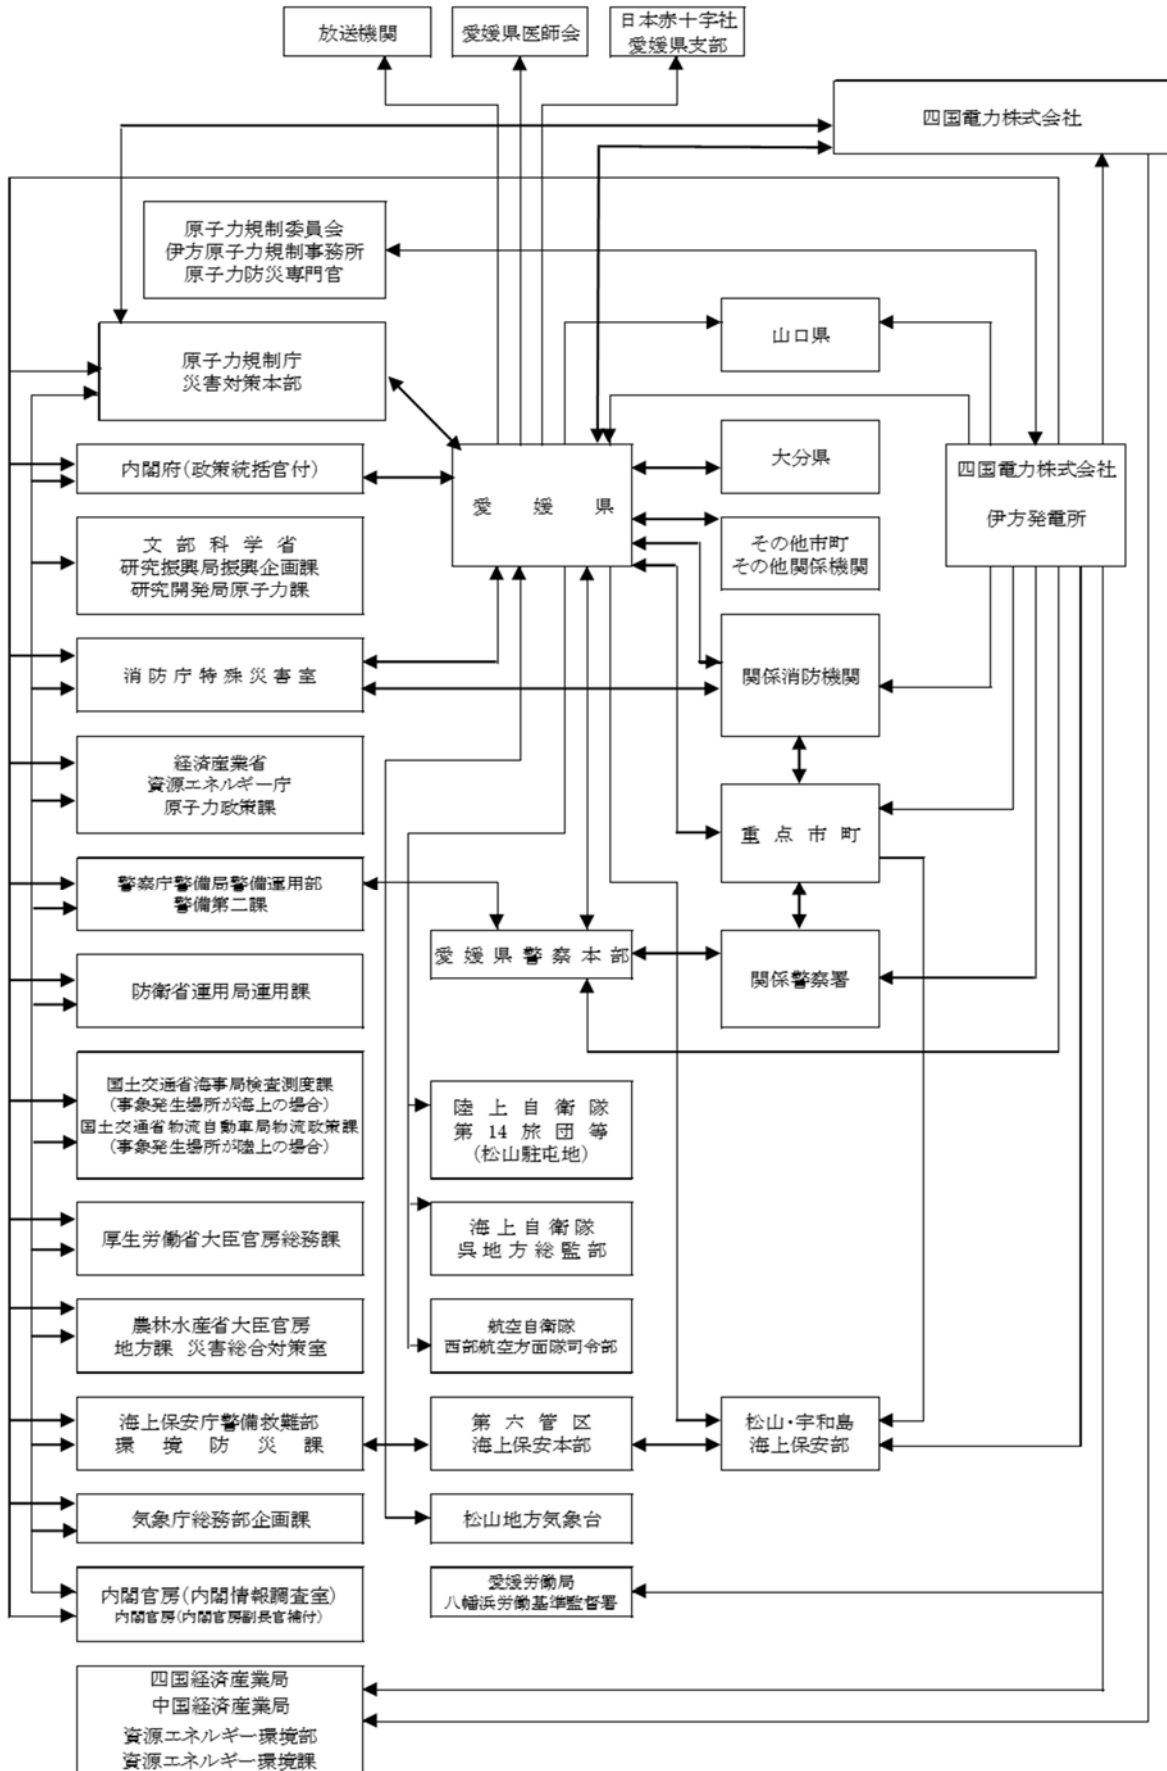 放送機関
愛媛県医師会
日本赤十字社
愛媛県支部
四国電力株式会社
原子力規制委員会
伊方原子力規制事務所
原子力防災専門官
山口県
原子力規制庁
災害対策本部
内閣府(政策統括官付)
愛媛県
大分県
四国電力株式会社
伊方発電所
文部科学省
研究振興局振興企画課
研究開発局原子力課
その他市町
その他関係機関
消防庁特殊災害室
関係消防機関
経済産業省
資源エネルギー庁
原子力政策課
重点市町
警察庁警備局警備運用部
警備第二課
愛媛県警察本部
関係警察署
防衛省運用局運用課
国土交通省海事局検査測度課
(事象発生場所が海上の場合)
国土交通省物流自動車局物流政策課
(事象発生場所が陸上の場合)
陸上自衛隊
第14旅団等
(松山駐屯地)
厚生労働省大臣官房総務課
海上自衛隊
呉地方総監部
農林水産省大臣官房
地方課 災害総合対策室
航空自衛隊
西部航空方面隊司令部
海上保安庁警備救難部
環境防災課
第六管区
海上保安本部
松山・宇和島
海上保安部
気象庁総務部企画課
松山地方気象台
内閣官房(内閣情報調査室)
内閣官房(内閣官房副長官補付)
愛媛労働局
八幡浜労働基準監督署
四国経済産業局
中国経済産業局
資源エネルギー環境部
資源エネルギー環境課